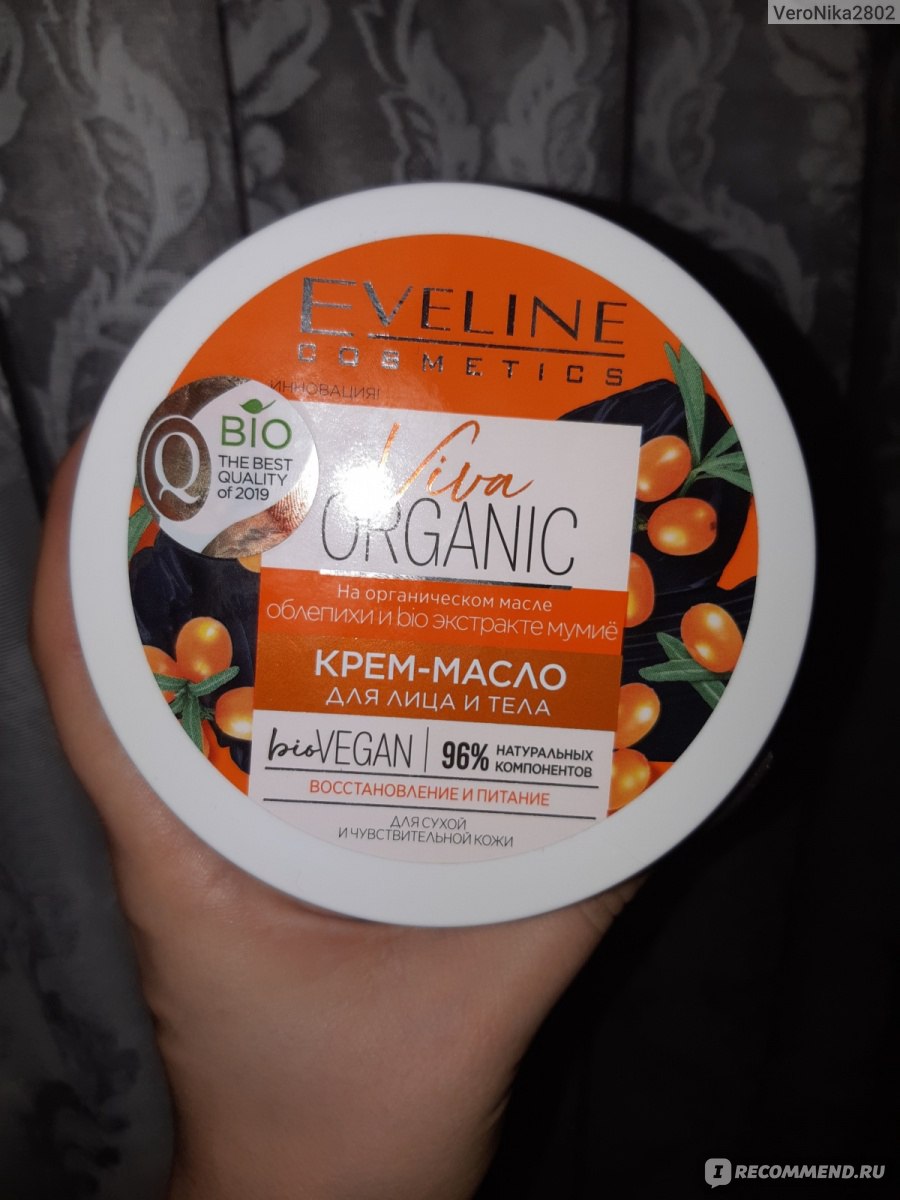 VeroNika2802
EVELINE
COSMETICS
ИННОВАЦИЯ!
Q
BIO
THE BEST
QUALITY
of 2019
Viva
ORGANIC
На органическом масле
облепихи и bio экстракте мумиё
КРЕМ-МАСЛО
ДЛЯ ЛИЦА И ТЕЛА
bioVEGAN
96% НАТУРАЛЬНЫХ
КОМПОНЕНТОВ
ВОССТАНОВЛЕНИЕ И ПИТАНИЕ
ДЛЯ СУХОЙ
И ЧУВСТВИТЕЛЬНОЙ КОЖИ
IRECOMMEND.RU